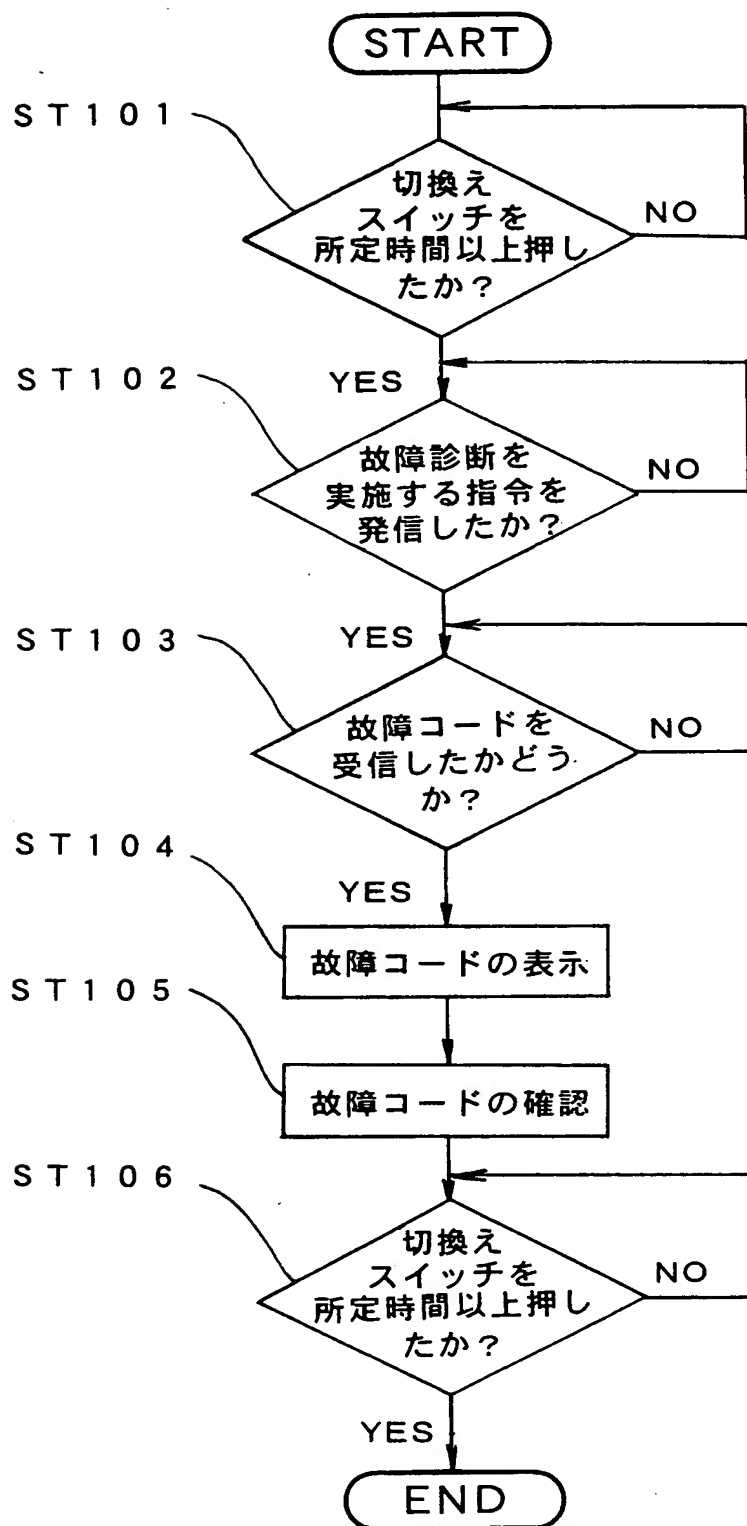 START
ST101
切換え
スイッチを
所定時間以上押し
たか？
NO
YES
ST102
故障診断を
実施する指令を
発信したか？
NO
YES
ST103
故障コードを
受信したかどう
か？
NO
YES
ST104
故障コードの表示
ST105
故障コードの確認
ST106
切換え
スイッチを
所定時間以上押し
たか？
NO
YES
END